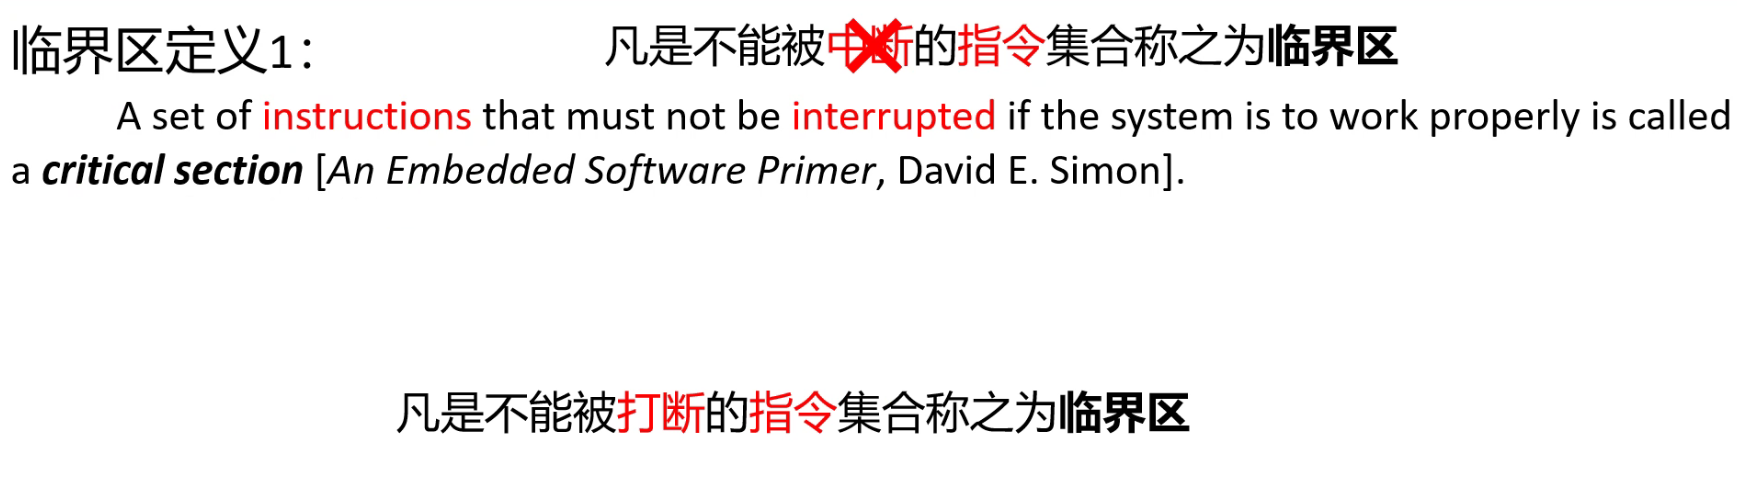 临界区定义1： 凡是不能被中断的指令集合称之为临界区
A set of instructions that must not be interrupted if the system is to work properly is called
a critical section [An Embedded Software Primer, David E. Simon].
凡是不能被打断的指令集合称之为临界区